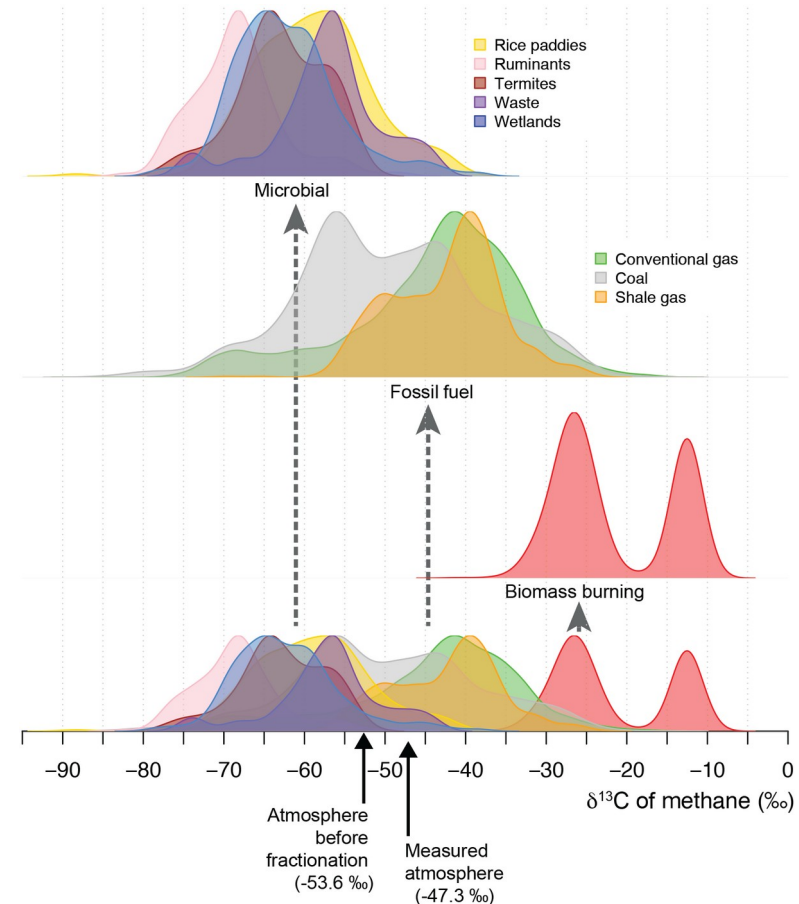 Rice paddies
Ruminants
Termites
Waste
Wetlands
Microbial
Conventional gas
Coal
Shale gas
Fossil fuel
Biomass burning
−90 −80 −70 −60 −50 −40 −30 −20 −10 0
δ¹³C of methane (‰)
Atmosphere
before
fractionation
(-53.6 ‰)
Measured
atmosphere
(-47.3 ‰)